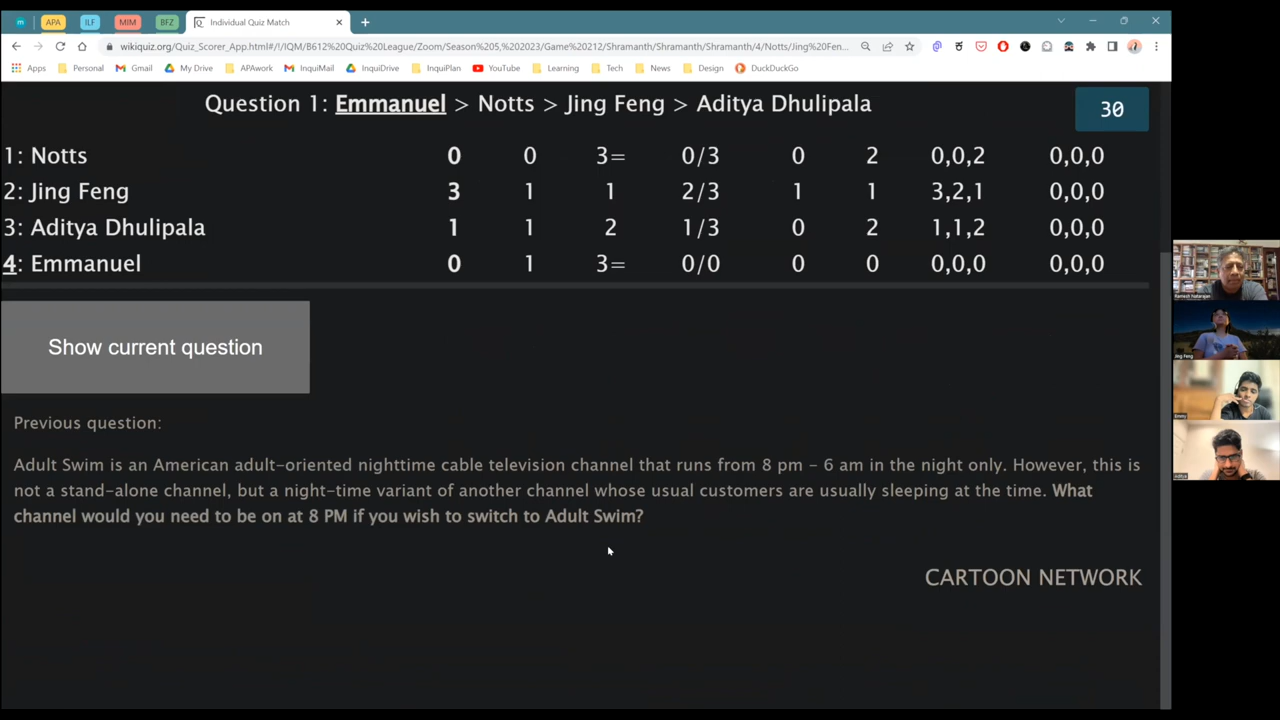 APA
ILF
MIM
BFZ
Individual Quiz Match
wikiquiz.org/Quiz_Scorer_App.html#/!/IQM/B612%20Quiz%20League/Zoom/Season%205,%202023/Game%20212/Shramanth/Shramanth/Shramanth/4/Notts/Jing%20Fen...
Apps Personal Gmail My Drive APAwork InquiMail InquiDrive InquiPlan YouTube Learning Tech News Design DuckDuckGo
Question 1: Emmanuel > Notts > Jing Feng > Aditya Dhulipala
30
1: Notts 0 0 3= 0/3 0 2 0,0,2 0,0,0
2: Jing Feng 3 1 1 2/3 1 1 3,2,1 0,0,0
3: Aditya Dhulipala 1 1 2 1/3 0 2 1,1,2 0,0,0
4: Emmanuel 0 1 3= 0/0 0 0 0,0,0 0,0,0
Show current question
Previous question:
Adult Swim is an American adult-oriented nighttime cable television channel that runs from 8 pm - 6 am in the night only. However, this is
not a stand-alone channel, but a night-time variant of another channel whose usual customers are usually sleeping at the time. What
channel would you need to be on at 8 PM if you wish to switch to Adult Swim?
CARTOON NETWORK
Ramesh Natarajan
Jing Feng